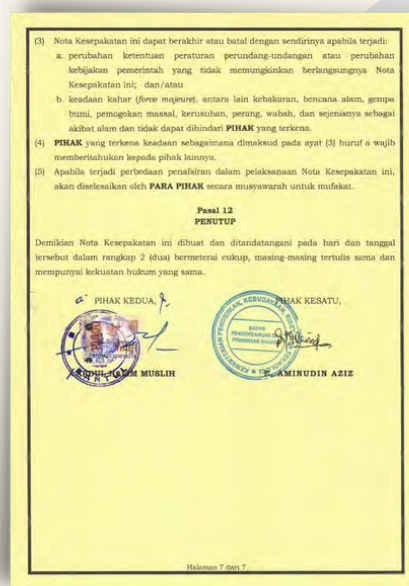 (3) Nota Kesepakatan ini dapat berakhir atau batal dengan sendirinya apabila terjadi:
a. perubahan ketentuan peraturan perundang-undangan atau perubahan
kebijakan pemerintah yang tidak memungkinkan berlangsungnya Nota
Kesepakatan ini; dan/atau
b. keadaan kahar (force majeure), antara lain kebakaran, bencana alam, gempa
bumi, pemogokan massal, kerusuhan, perang, wabah, dan sejenisnya sebagai
akibat alam dan tidak dapat dihindari PIHAK yang terkena.
(4) PIHAK yang terkena keadaan sebagaimana dimaksud pada ayat (3) huruf a wajib
memberitahukan kepada pihak lainnya.
(5) Apabila terjadi perbedaan penafsiran dalam pelaksanaan Nota Kesepakatan ini,
akan diselesaikan oleh PARA PIHAK secara musyawarah untuk mufakat.
Pasal 12
PENUTUP
Demikian Nota Kesepakatan ini dibuat dan ditandatangani pada hari dan tanggal
tersebut dalam rangkap 2 (dua) bermeterai cukup, masing-masing tertulis sama dan
mempunyai kekuatan hukum yang sama.
PIHAK KEDUA,
PIHAK KESATU,
BADAN
PENGEMBANGAN DAN
PEMBINAAN BAHASA
ABDUL HALIM MUSLIH
E. AMINUDIN AZIZ
Halaman 7 dari 7